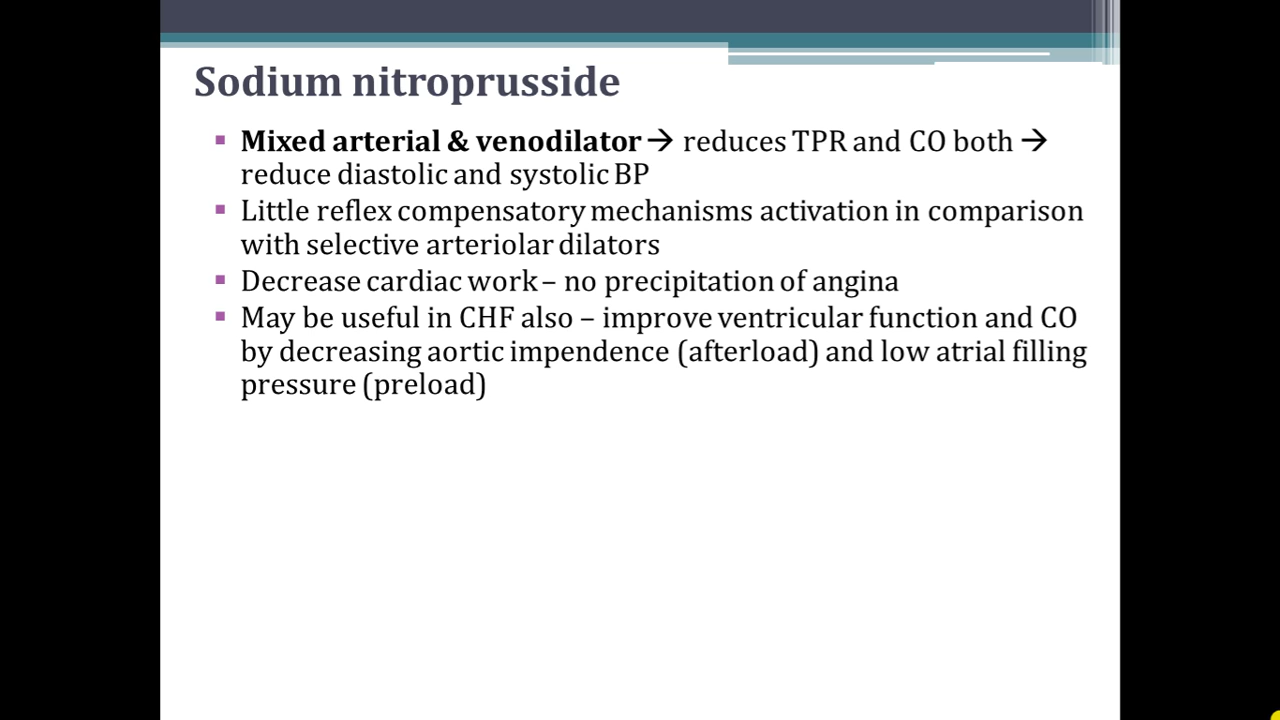 Sodium nitroprusside
▪ Mixed arterial & venodilator → reduces TPR and CO both →
reduce diastolic and systolic BP
▪ Little reflex compensatory mechanisms activation in comparison
with selective arteriolar dilators
▪ Decrease cardiac work – no precipitation of angina
▪ May be useful in CHF also – improve ventricular function and CO
by decreasing aortic impendence (afterload) and low atrial filling
pressure (preload)